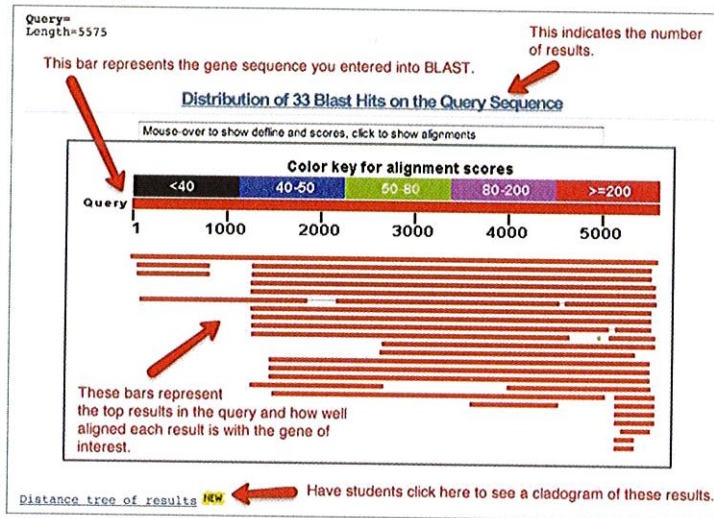 Query=
Length=5575
This indicates the number
of results.
This bar represents the gene sequence you entered into BLAST.
Distribution of 33 Blast Hits on the Query Sequence
Mouse-over to show defline and scores, click to show alignments
Color key for alignment scores
<40 40-50 50-80 80-200 >=200
Query
1 1000 2000 3000 4000 5000
These bars represent
the top results in the query and how well
aligned each result is with the gene of
interest.
Distance tree of results NEW
Have students click here to see a cladogram of these results.